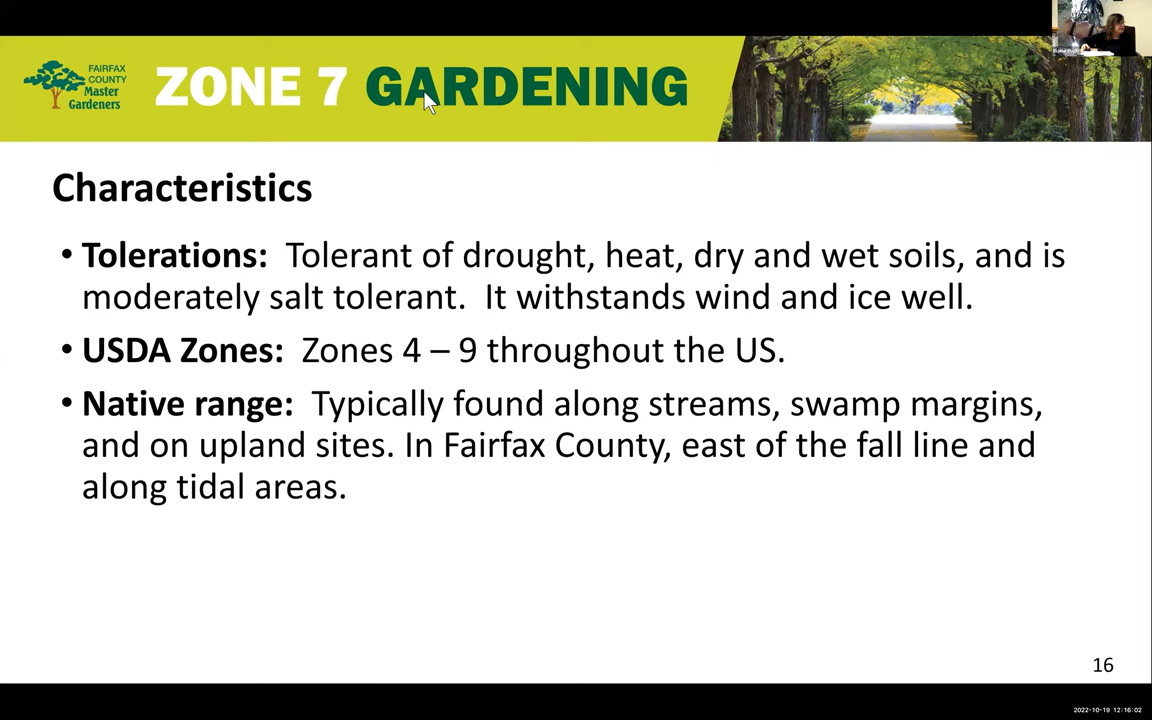 FAIRFAX
COUNTY
Master
Gardeners
ZONE 7 GARDENING
Characteristics
• Tolerations: Tolerant of drought, heat, dry and wet soils, and is
moderately salt tolerant. It withstands wind and ice well.
• USDA Zones: Zones 4 – 9 throughout the US.
• Native range: Typically found along streams, swamp margins,
and on upland sites. In Fairfax County, east of the fall line and
along tidal areas.
16
2022-10-19 12:16:02